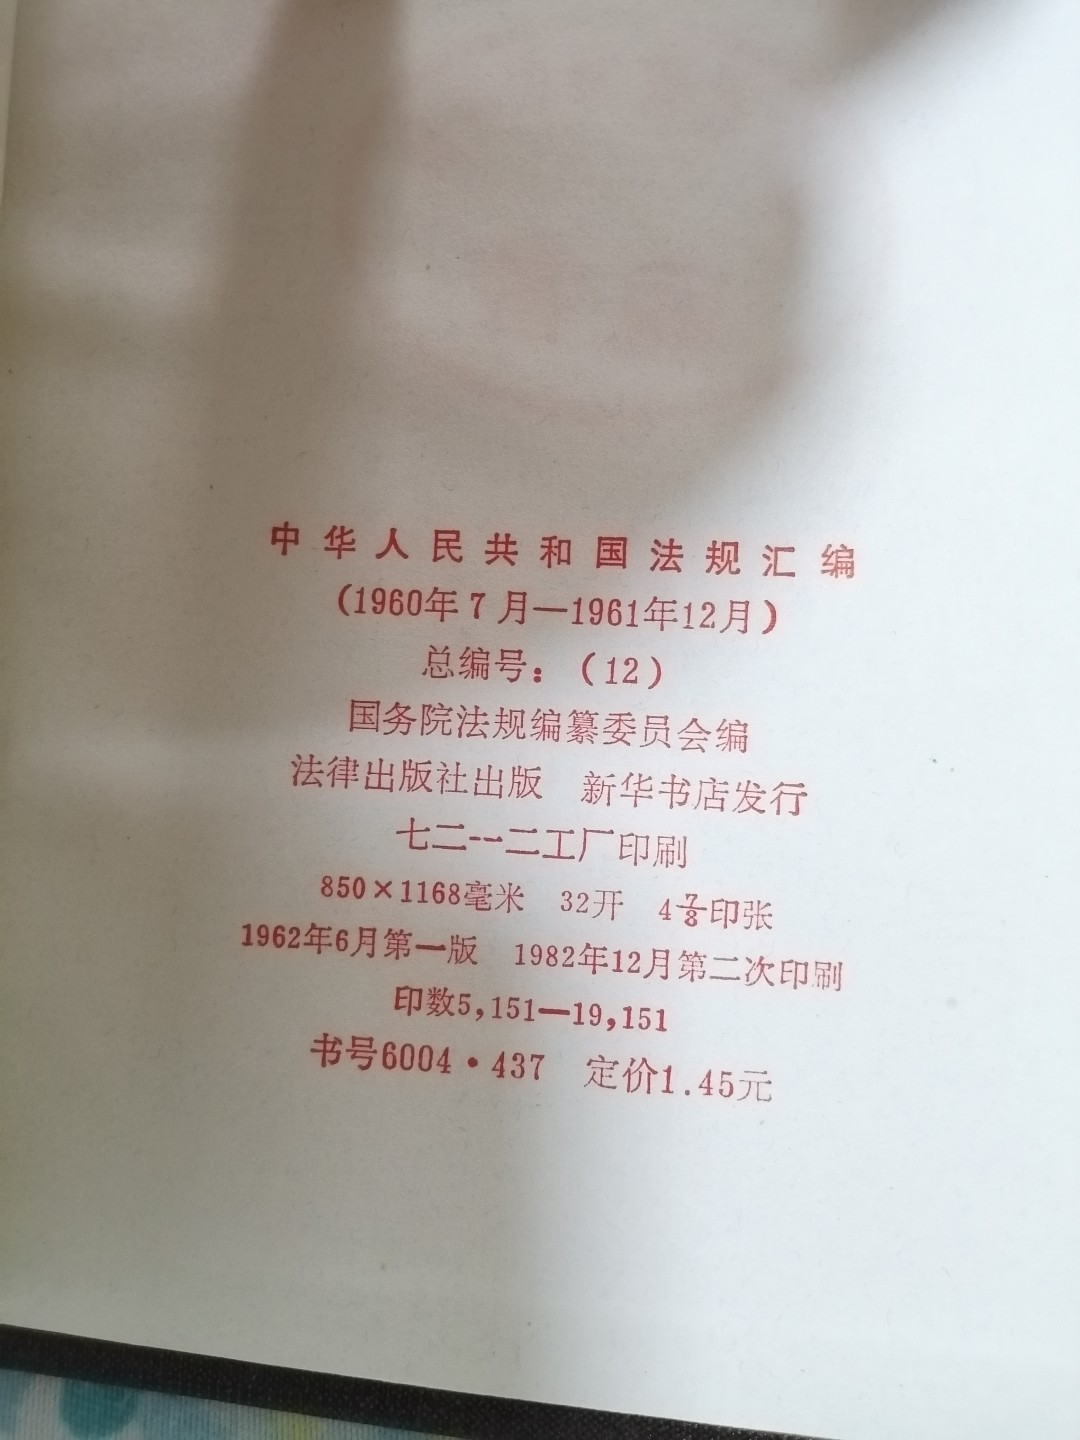 中华人民共和国法规汇编
(1960年7月—1961年12月)
总编号：(12)
国务院法规编纂委员会编
法律出版社出版 新华书店发行
七二一二工厂印刷
850×1168毫米 32开 4⅞印张
1962年6月第一版 1982年12月第二次印刷
印数5,151—19,151
书号6004·437 定价1.45元